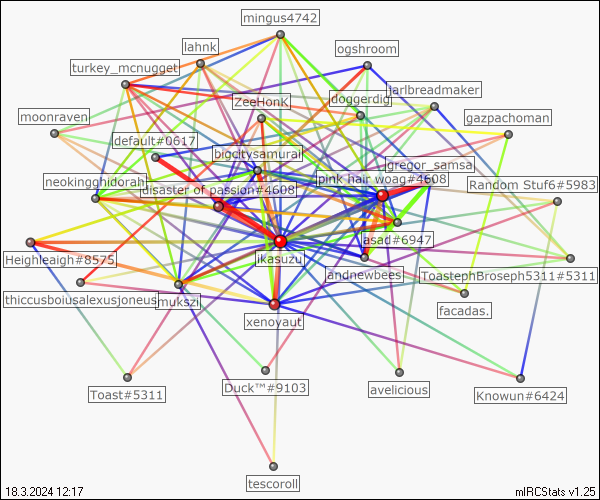 mingus4742
lahnk
ogshroom
turkey_mcnugget
jarlbreadmaker
ZeeHonk
doggerdig
moonraven
gazpachoman
default#0617
bigcitysamurai
gregor_samsa
neokingghidorah
disaster of passion#4608
pink hair woag#4608
Random Stuf6#5983
asad#6947
Heighleaigh#8575
ikasuzu
andnewbees
ToastephBroseph5311#5311
thiccusboiusalexusjoneus
mukszi
facadas.
xenoyaut
Toast#5311
Duck™#9103
avelicious
Knowun#6424
tescoroll
18.3.2024 12:17
mIRCStats v1.25